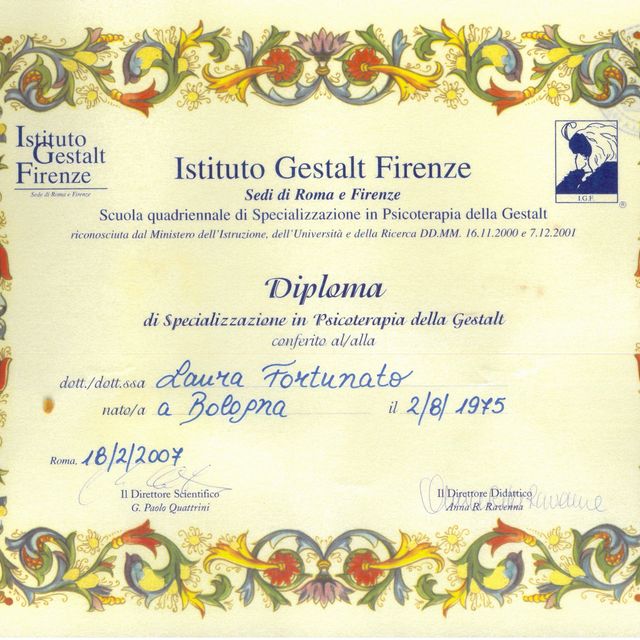 Istituto
Gestalt
Firenze
Sede di Roma e Firenze
Istituto Gestalt Firenze
Sedi di Roma e Firenze
Scuola quadriennale di Specializzazione in Psicoterapia della Gestalt
riconosciuta dal Ministero dell'Istruzione, dell'Università e della Ricerca DD.MM. 16.11.2000 e 7.12.2001
I.G.F.
®
Diploma
di Specializzazione in Psicoterapia della Gestalt
conferito al/alla
dott./dott.ssa Laura Fortunato
nato/a a Bologna il 2/8/1975
Roma, 18/2/2007
Il Direttore Scientifico
G. Paolo Quattrini
Il Direttore Didattico
Anna R. Ravenna